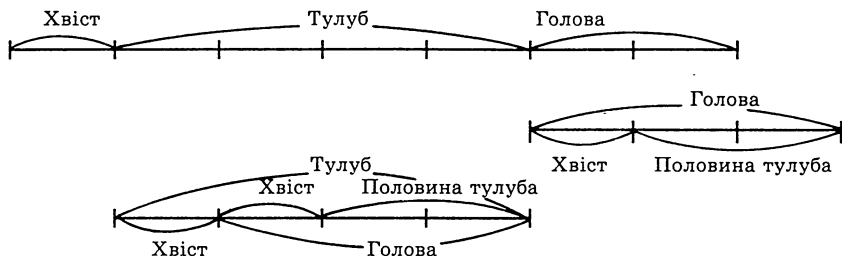 Хвіст Тулуб Голова
Голова
Хвіст Половина тулуба
Тулуб
Хвіст Половина тулуба
Хвіст Голова